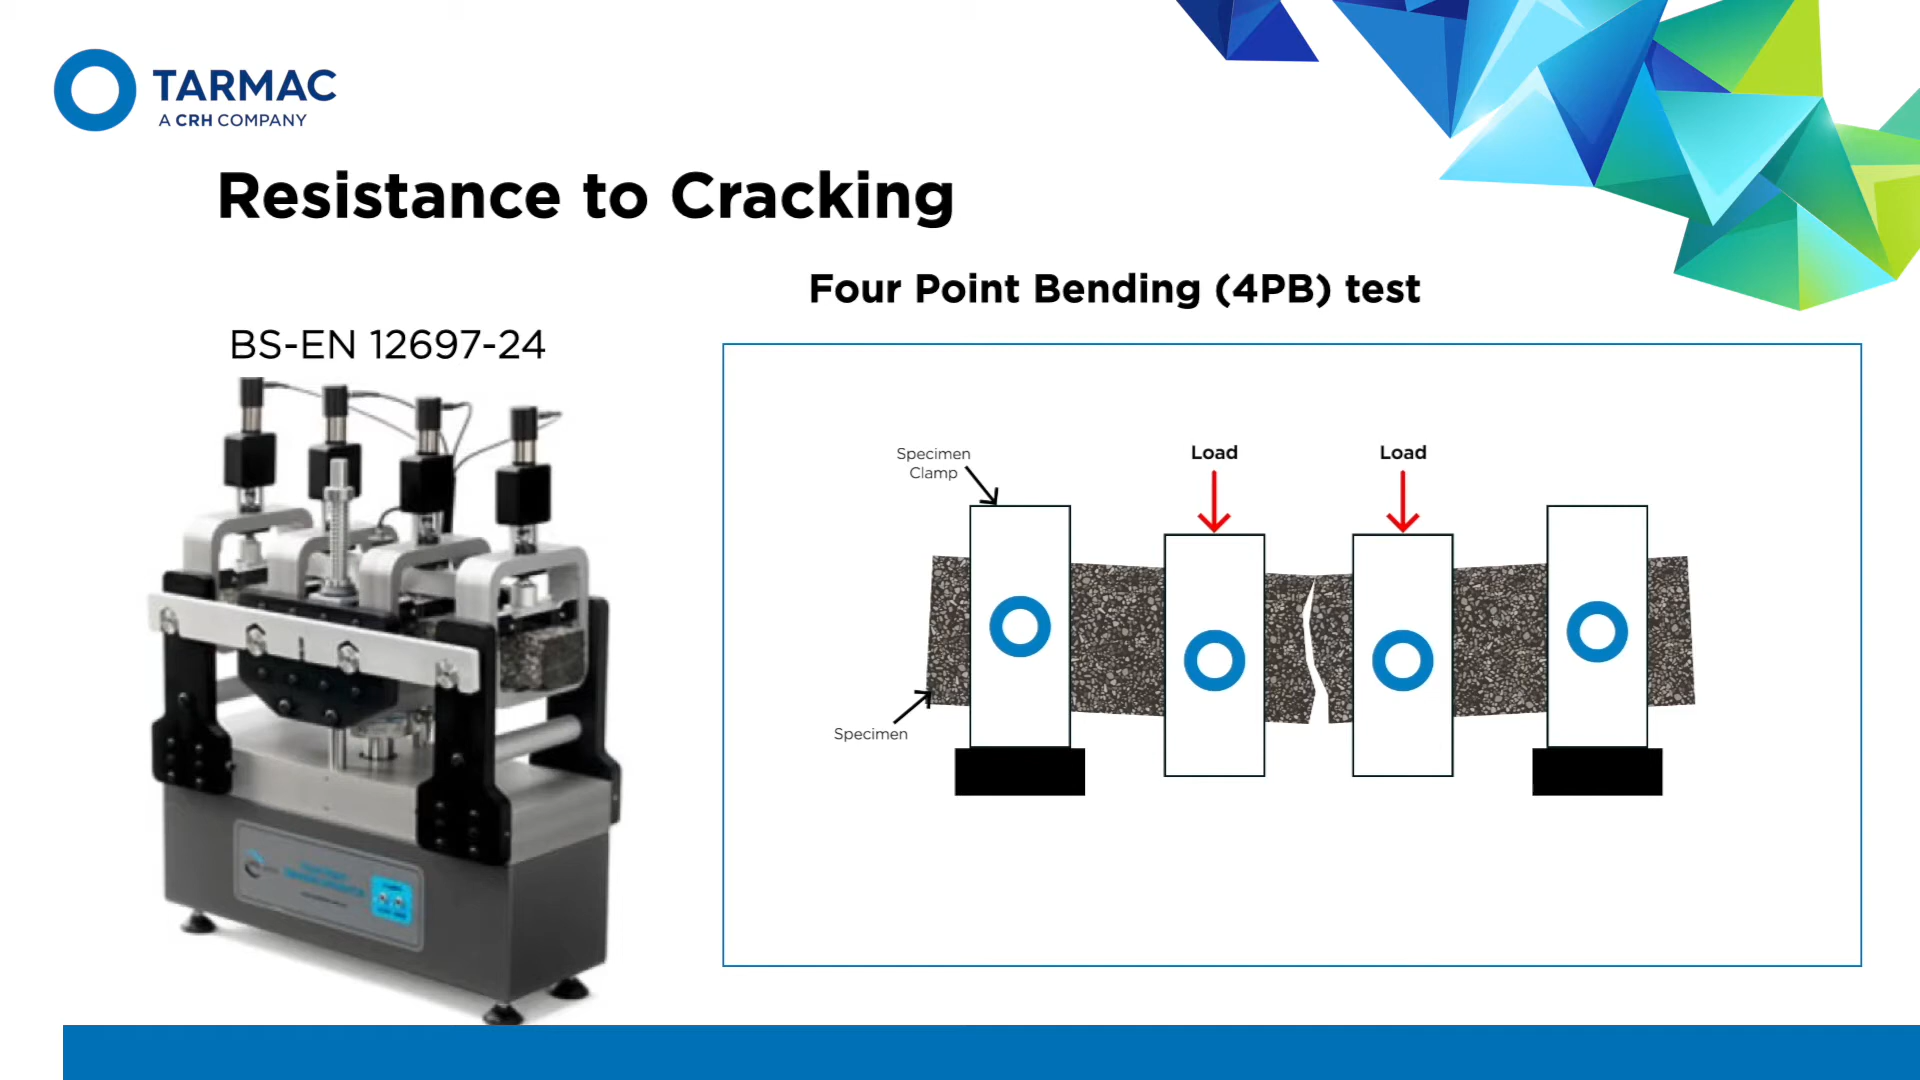 TARMAC
A CRH COMPANY
Resistance to Cracking
Four Point Bending (4PB) test
BS-EN 12697-24
Specimen
Clamp
Load
Load
Specimen